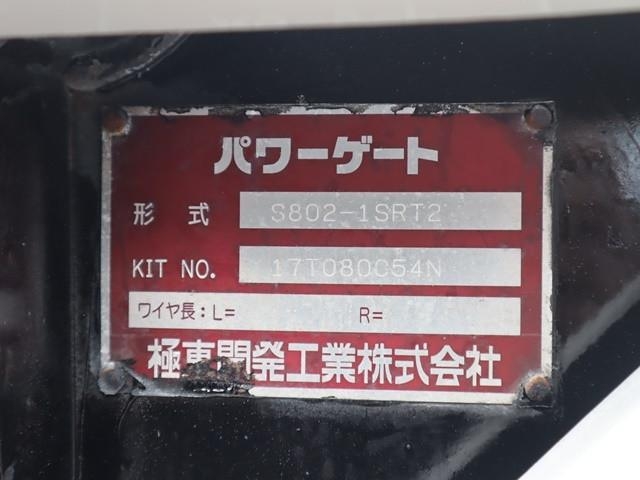 パワーゲート
形式 S802-1SRT2
KIT NO. 17T080C54N
ワイヤ長:L= R=
極東開発工業株式会社